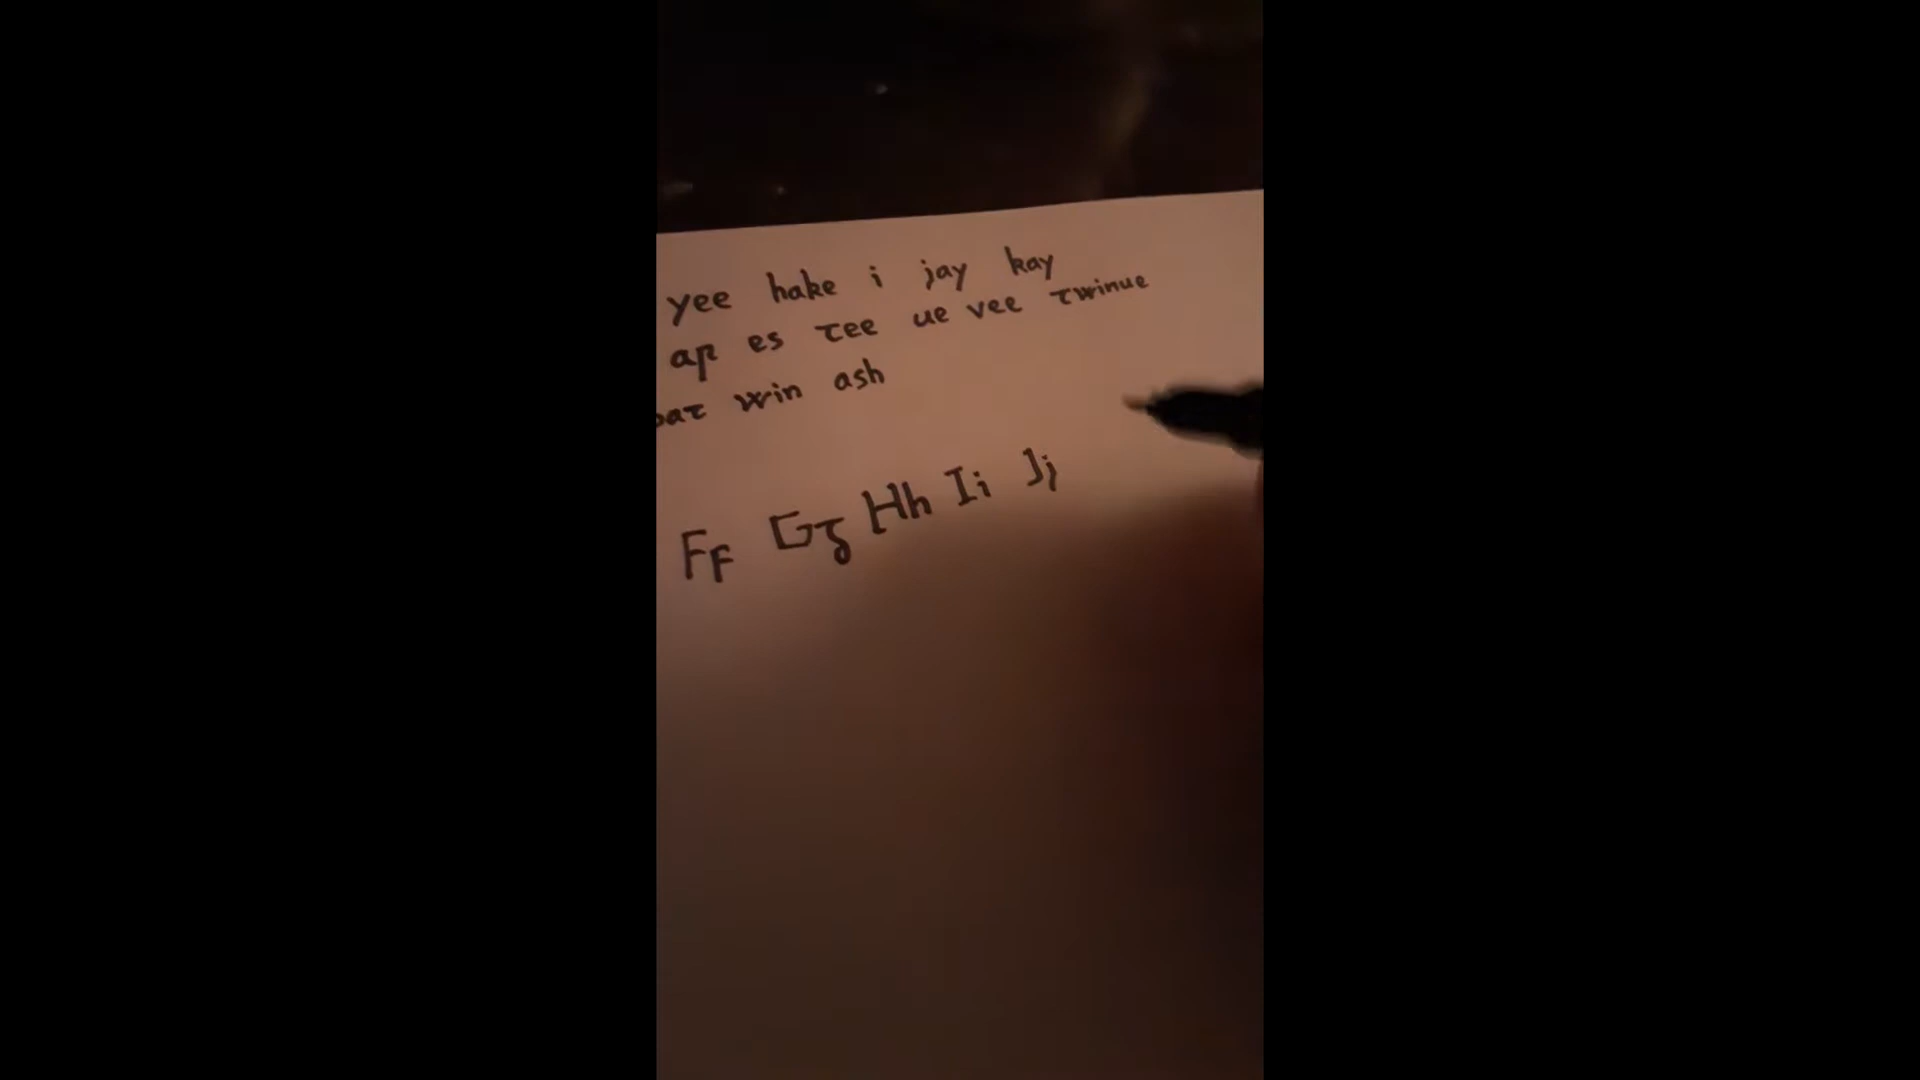 yee hake i jay kay
ap es tee ue vee twinue
win ash
Ff Gg Hh Ii Jj